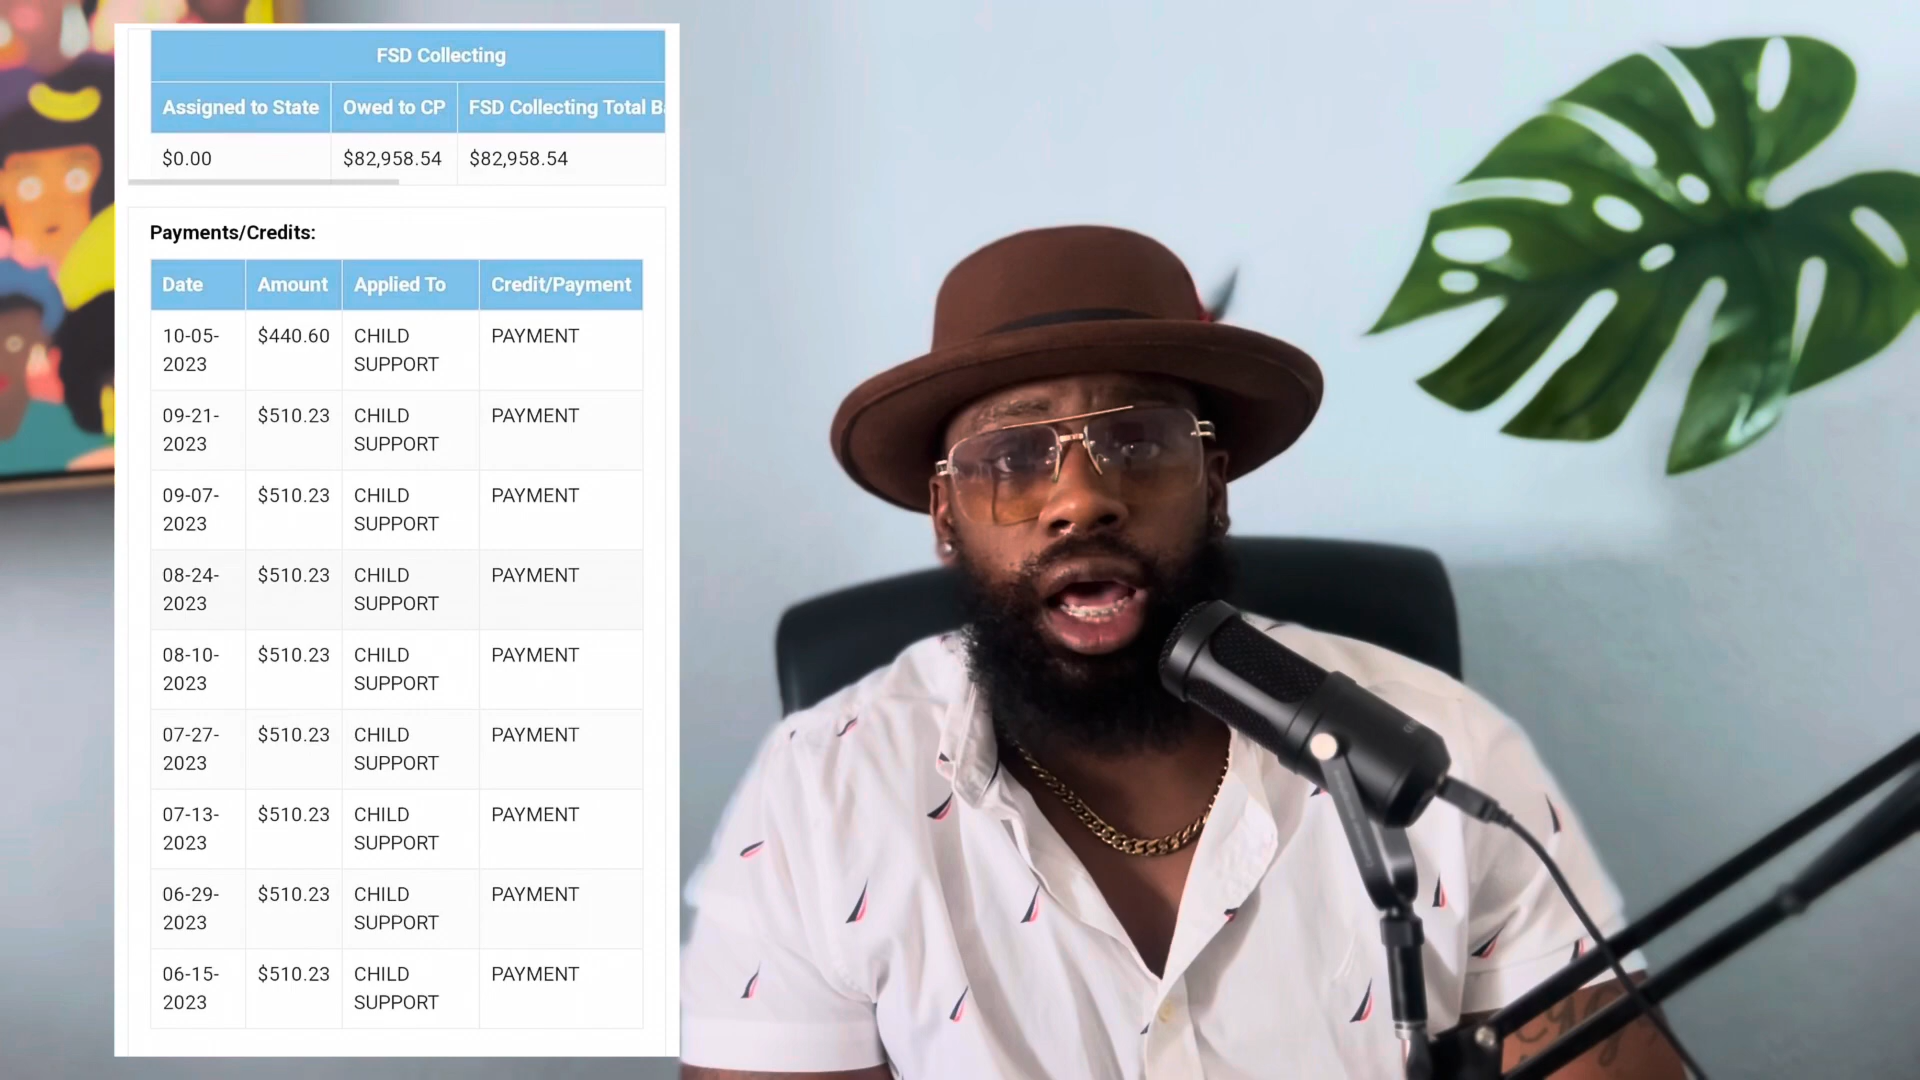 FSD Collecting
Assigned to State Owed to CP FSD Collecting Total
$0.00 $82,958.54 $82,958.54
Payments/Credits:
Date Amount Applied To Credit/Payment
10-05- $440.60 CHILD PAYMENT
2023 SUPPORT
09-21- $510.23 CHILD PAYMENT
2023 SUPPORT
09-07- $510.23 CHILD PAYMENT
2023 SUPPORT
08-24- $510.23 CHILD PAYMENT
2023 SUPPORT
08-10- $510.23 CHILD PAYMENT
2023 SUPPORT
07-27- $510.23 CHILD PAYMENT
2023 SUPPORT
07-13- $510.23 CHILD PAYMENT
2023 SUPPORT
06-29- $510.23 CHILD PAYMENT
2023 SUPPORT
06-15- $510.23 CHILD PAYMENT
2023 SUPPORT